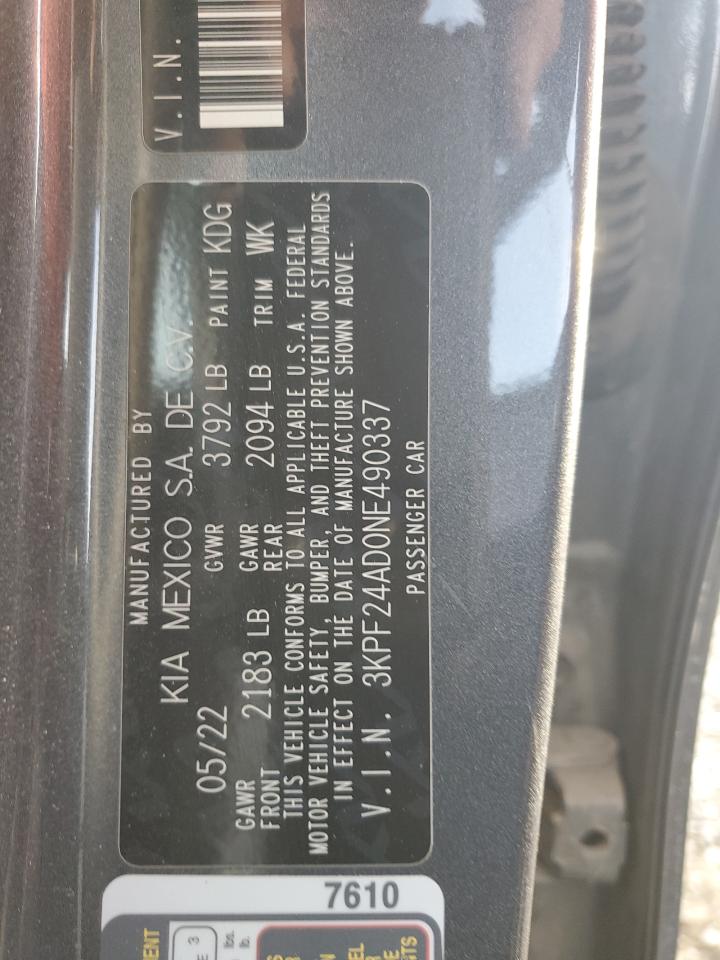 V.I.N.
MANUFACTURED BY
KIA MEXICO S.A. DE C.V.
05/22 GVWR 3792 LB PAINT KDG
GAWR FRONT 2183 LB GAWR REAR 2094 LB TRIM WK
THIS VEHICLE CONFORMS TO ALL APPLICABLE U.S.A. FEDERAL
MOTOR VEHICLE SAFETY, BUMPER, AND THEFT PREVENTION STANDARDS
IN EFFECT ON THE DATE OF MANUFACTURE SHOWN ABOVE.
V.I.N. 3KPF24AD0NE490337
PASSENGER CAR
7610